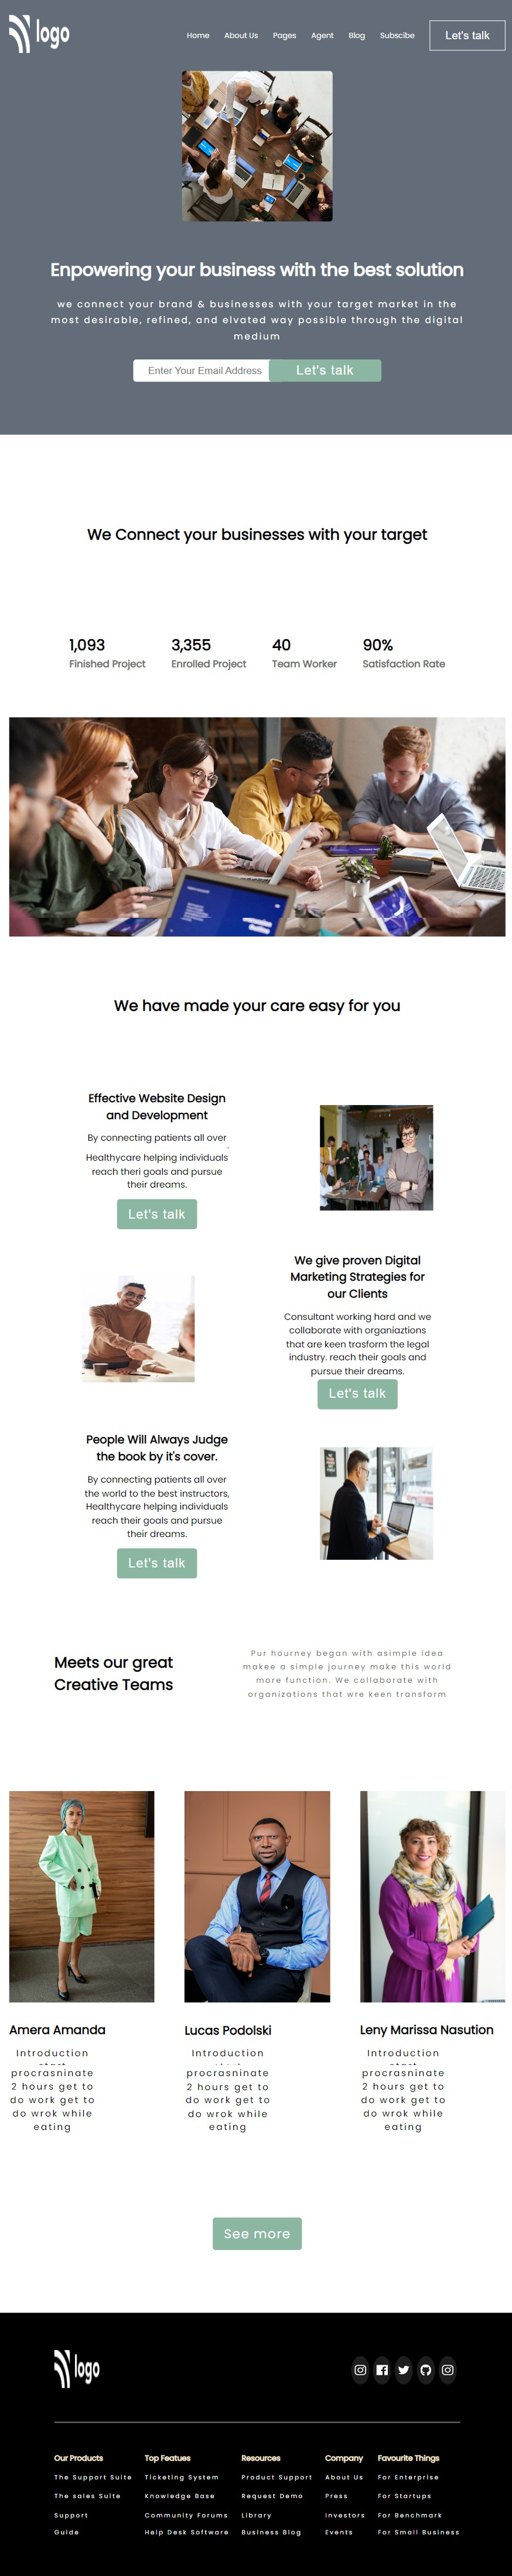 logo
Home About Us Pages Agent Blog Subscibe Let's talk
Enpowering your business with the best solution
we connect your brand & businesses with your target market in the
most desirable, refined, and elvated way possible through the digital
medium
Enter Your Email Address Let's talk
We Connect your businesses with your target
1,093 3,355 40 90%
Finished Project Enrolled Project Team Worker Satisfaction Rate
We have made your care easy for you
Effective Website Design
and Development
By connecting patients all over
Healthycare helping individuals
reach theri goals and pursue
their dreams.
Let's talk
We give proven Digital
Marketing Strategies for
our Clients
Consultant working hard and we
collaborate with organiaztions
that are keen trasform the legal
industry. reach their goals and
pursue their dreams.
Let's talk
People Will Always Judge
the book by it's cover.
By connecting patients all over
the world to the best instructors,
Healthycare helping individuals
reach their goals and pursue
their dreams.
Let's talk
Meets our great
Creative Teams
Pur hourney began with asimple idea
makee a simple journey make this world
more function. We collaborate with
organizations that wre keen transform
Amera Amanda
Introduction
procrasninate
2 hours get to
do work get to
do wrok while
eating
Lucas Podolski
Introduction
procrasninate
2 hours get to
do work get to
do wrok while
eating
Leny Marissa Nasution
Introduction
procrasninate
2 hours get to
do work get to
do wrok while
eating
See more
logo
Our Products Top Featues Resources Company Favourite Things
The Support Suite Ticketing System Product Support About Us For Enterprise
The sales Suite Knowledge Base Request Demo Press For Startups
Support Community Forums Library Investors For Benchmark
Guide Help Desk Software Business Blog Events For Small Business